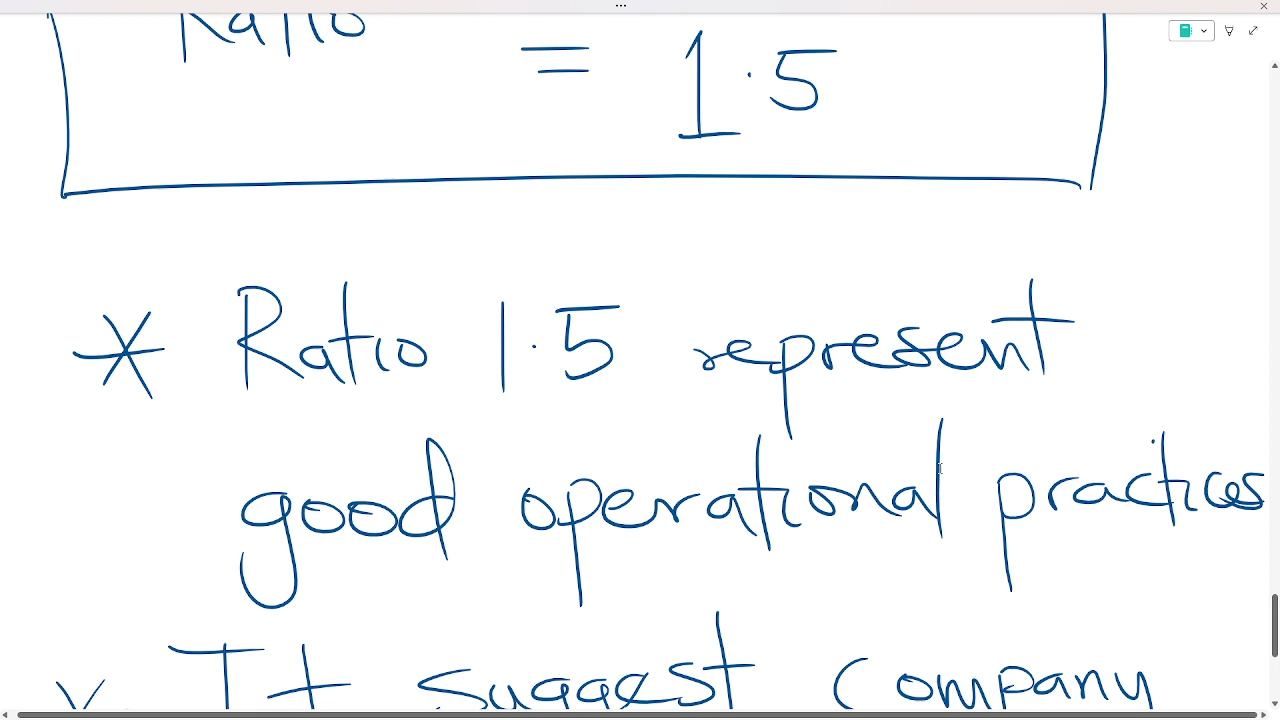 Ratio
= 1.5
* Ratio 1.5 represent
good operational practices
* It suggest company